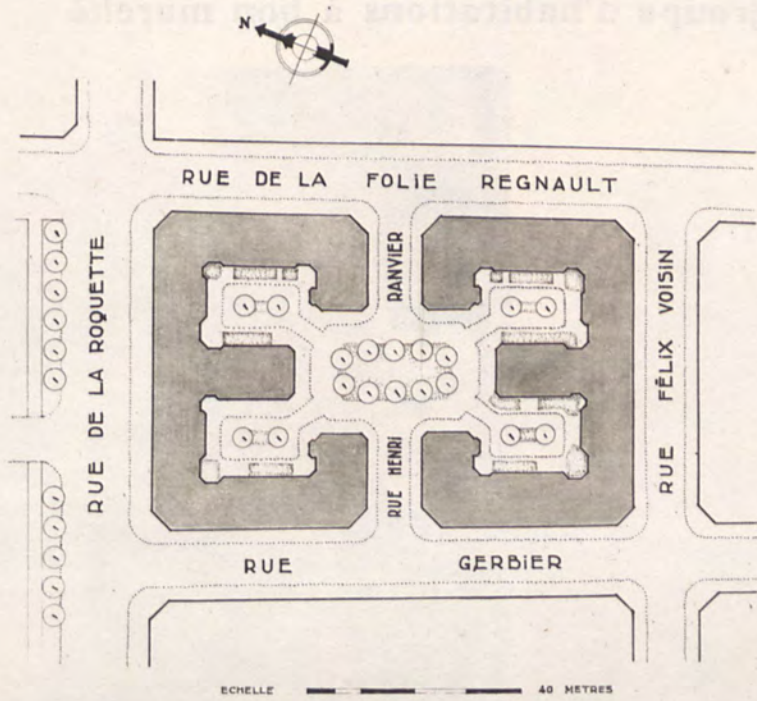 groupe d'habitations à bon marché
N
RUE DE LA FOLIE REGNAULT
RUE DE LA ROQUETTE
RUE HENRI RANVIER
RUE FÉLIX VOISIN
RUE GERBIER
ECHELLE 40 METRES